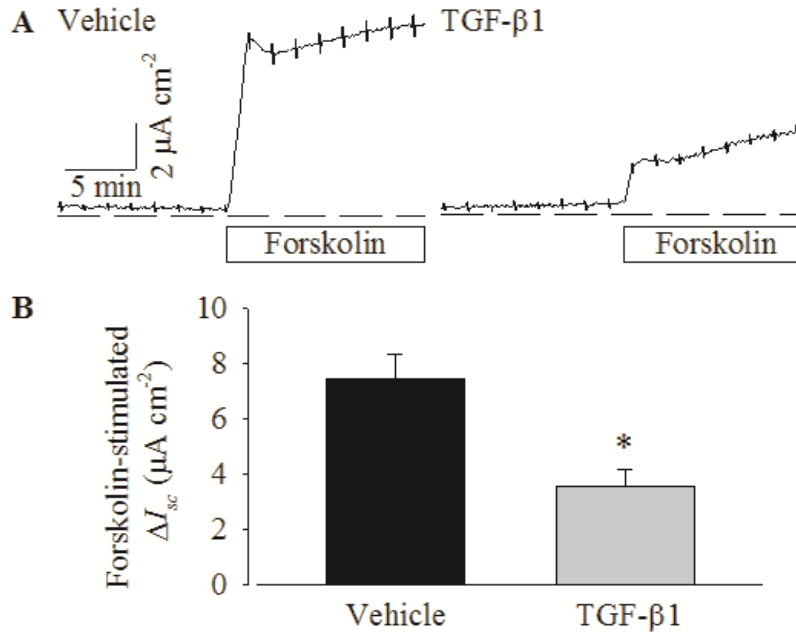 A Vehicle TGF-β1
2 μA cm-2
5 min
Forskolin Forskolin
B
Forskolin-stimulated
ΔIsc (μA cm-2)
10
8
6
4
2
0
*
Vehicle TGF-β1